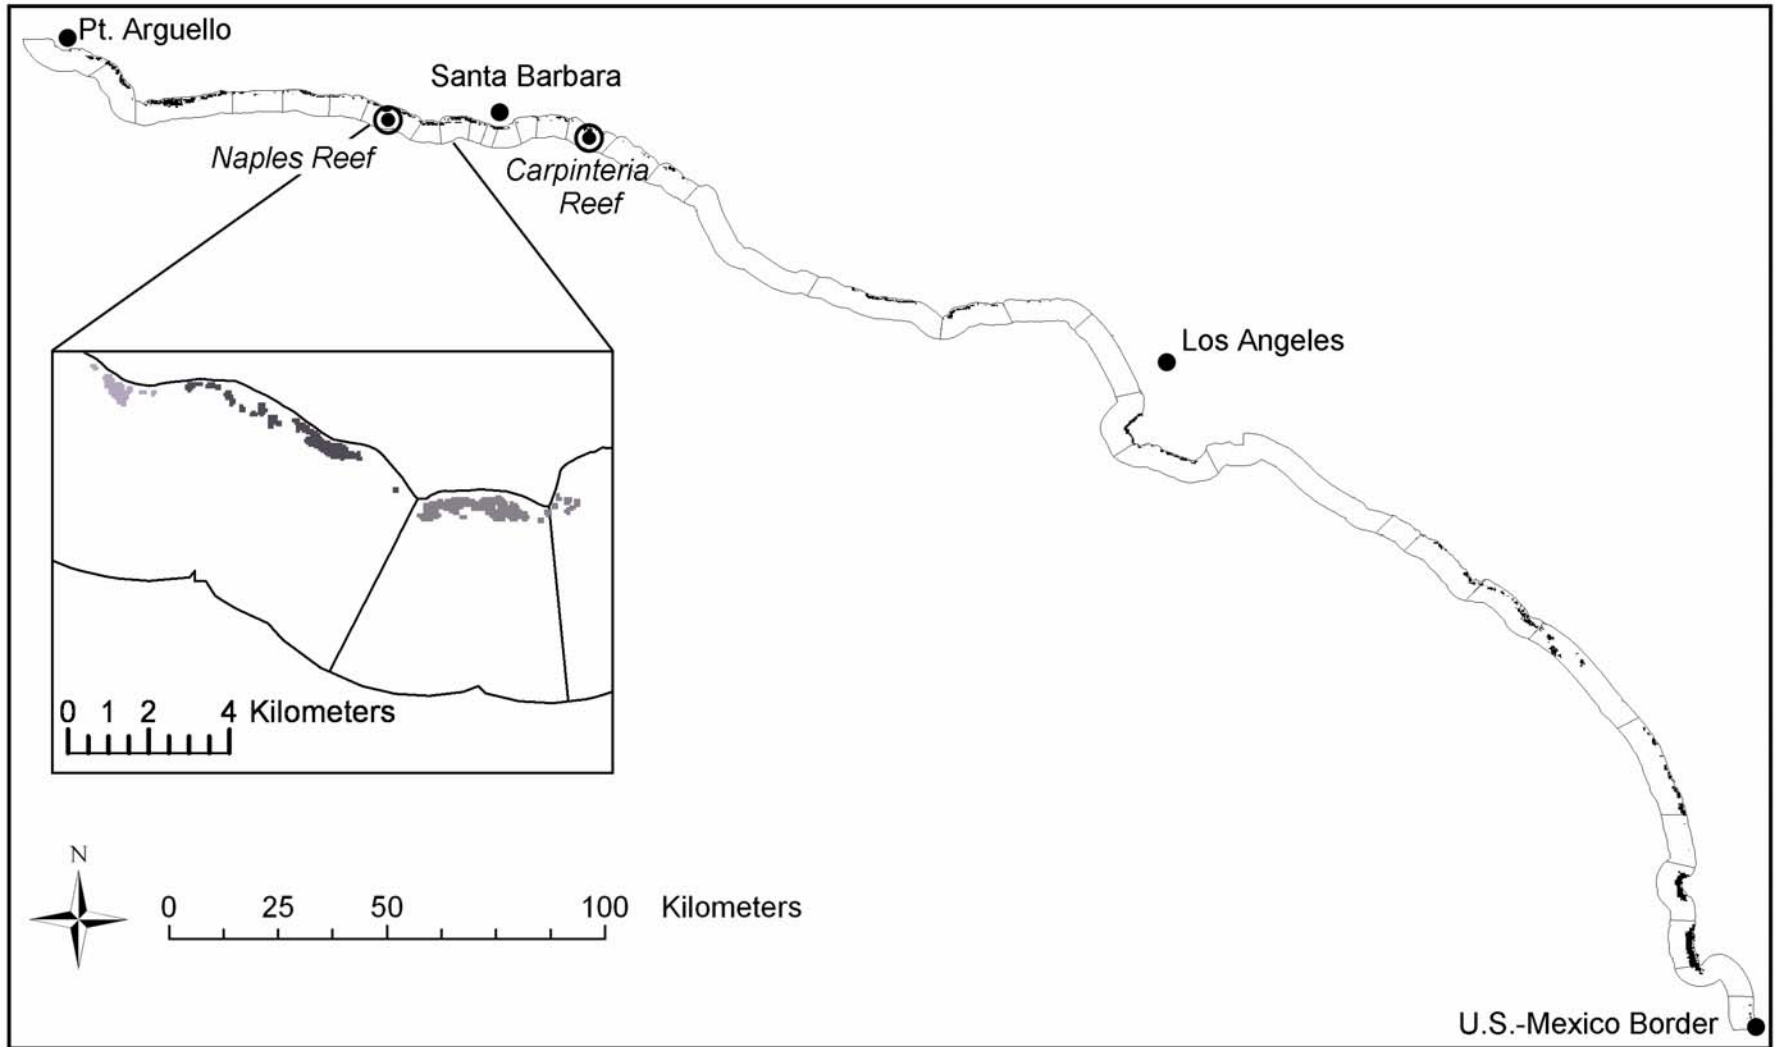 Pt. Arguello
Santa Barbara
Naples Reef
Carpinteria
Reef
Los Angeles
0 1 2 4 Kilometers
N
0 25 50 100 Kilometers
U.S.-Mexico Border